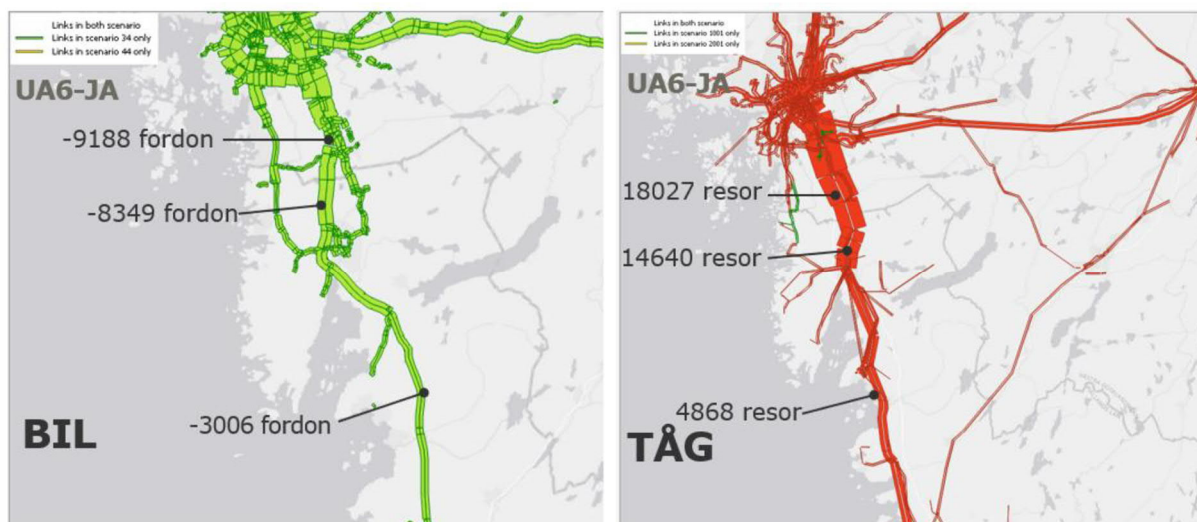 Links in both scenario
Links in scenario 34 only
Links in scenario 44 only
UA6-JA
-9188 fordon
-8349 fordon
-3006 fordon
BIL
Links in both scenario
Links in scenario 1001 only
Links in scenario 2001 only
UA6-JA
18027 resor
14640 resor
4868 resor
TÅG